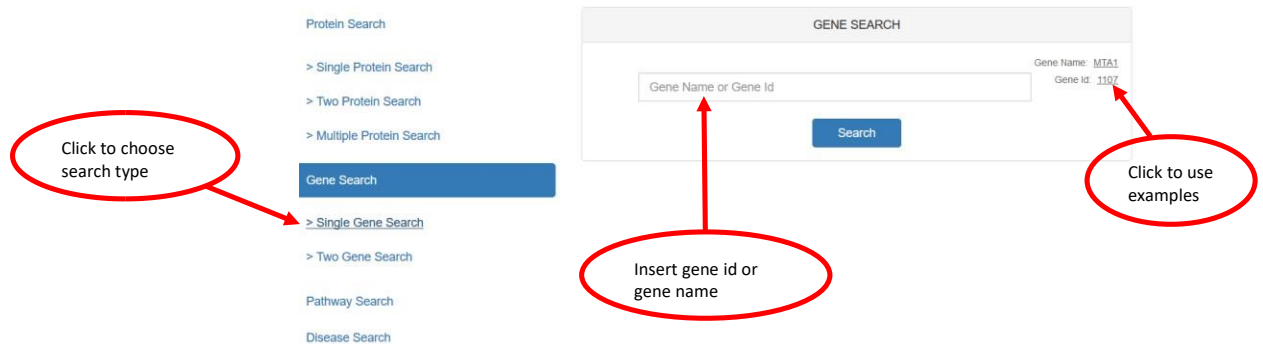 Protein Search
> Single Protein Search
> Two Protein Search
> Multiple Protein Search
Gene Search
> Single Gene Search
> Two Gene Search
Pathway Search
Disease Search
GENE SEARCH
Gene Name: MTA1
Gene Id: 1107
Gene Name or Gene Id
Search
Click to choose
search type
Insert gene id or
gene name
Click to use
examples